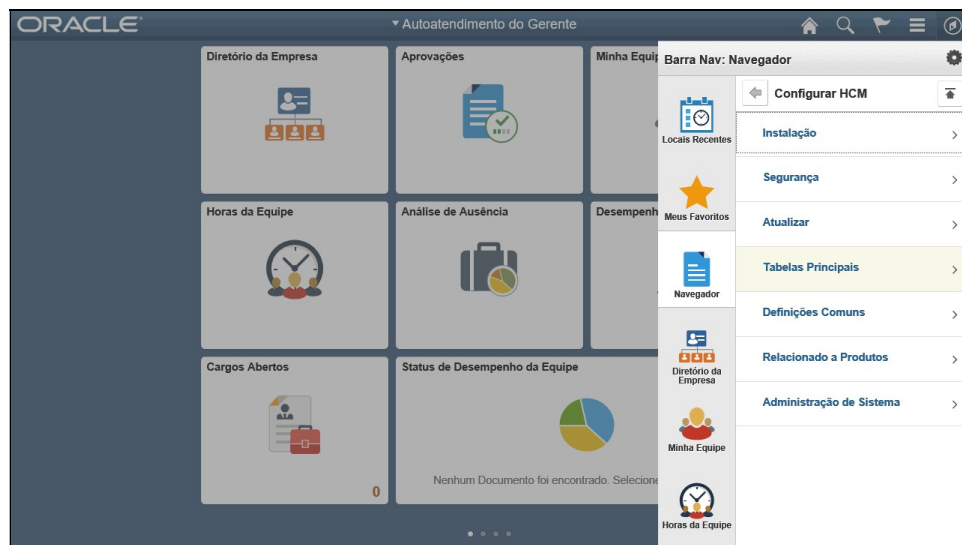 ORACLE
Autoatendimento do Gerente
Diretório da Empresa
Aprovações
Minha Equip
Horas da Equipe
Análise de Ausência
Desempenh
Cargos Abertos
0
Status de Desempenho da Equipe
Nenhum Documento foi encontrado. Selecione
Barra Nav: Navegador
Locais Recentes
Meus Favoritos
Navegador
Diretório da
Empresa
Minha Equipe
Horas da Equipe
Configurar HCM
Instalação
Segurança
Atualizar
Tabelas Principais
Definições Comuns
Relacionado a Produtos
Administração de Sistema